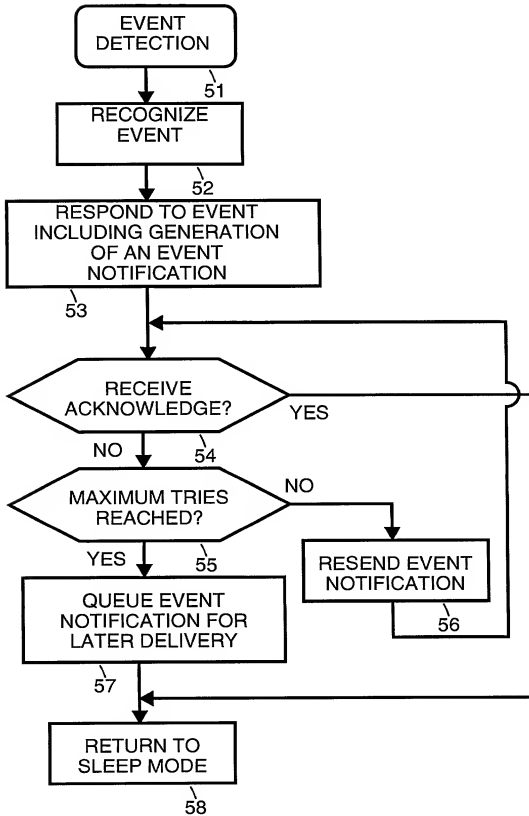 EVENT
DETECTION
51
RECOGNIZE
EVENT
52
RESPOND TO EVENT
INCLUDING GENERATION
OF AN EVENT
NOTIFICATION
53
RECEIVE
ACKNOWLEDGE?
YES
NO
54
MAXIMUM TRIES
REACHED?
NO
YES
55
RESEND EVENT
NOTIFICATION
56
QUEUE EVENT
NOTIFICATION FOR
LATER DELIVERY
57
RETURN TO
SLEEP MODE
58